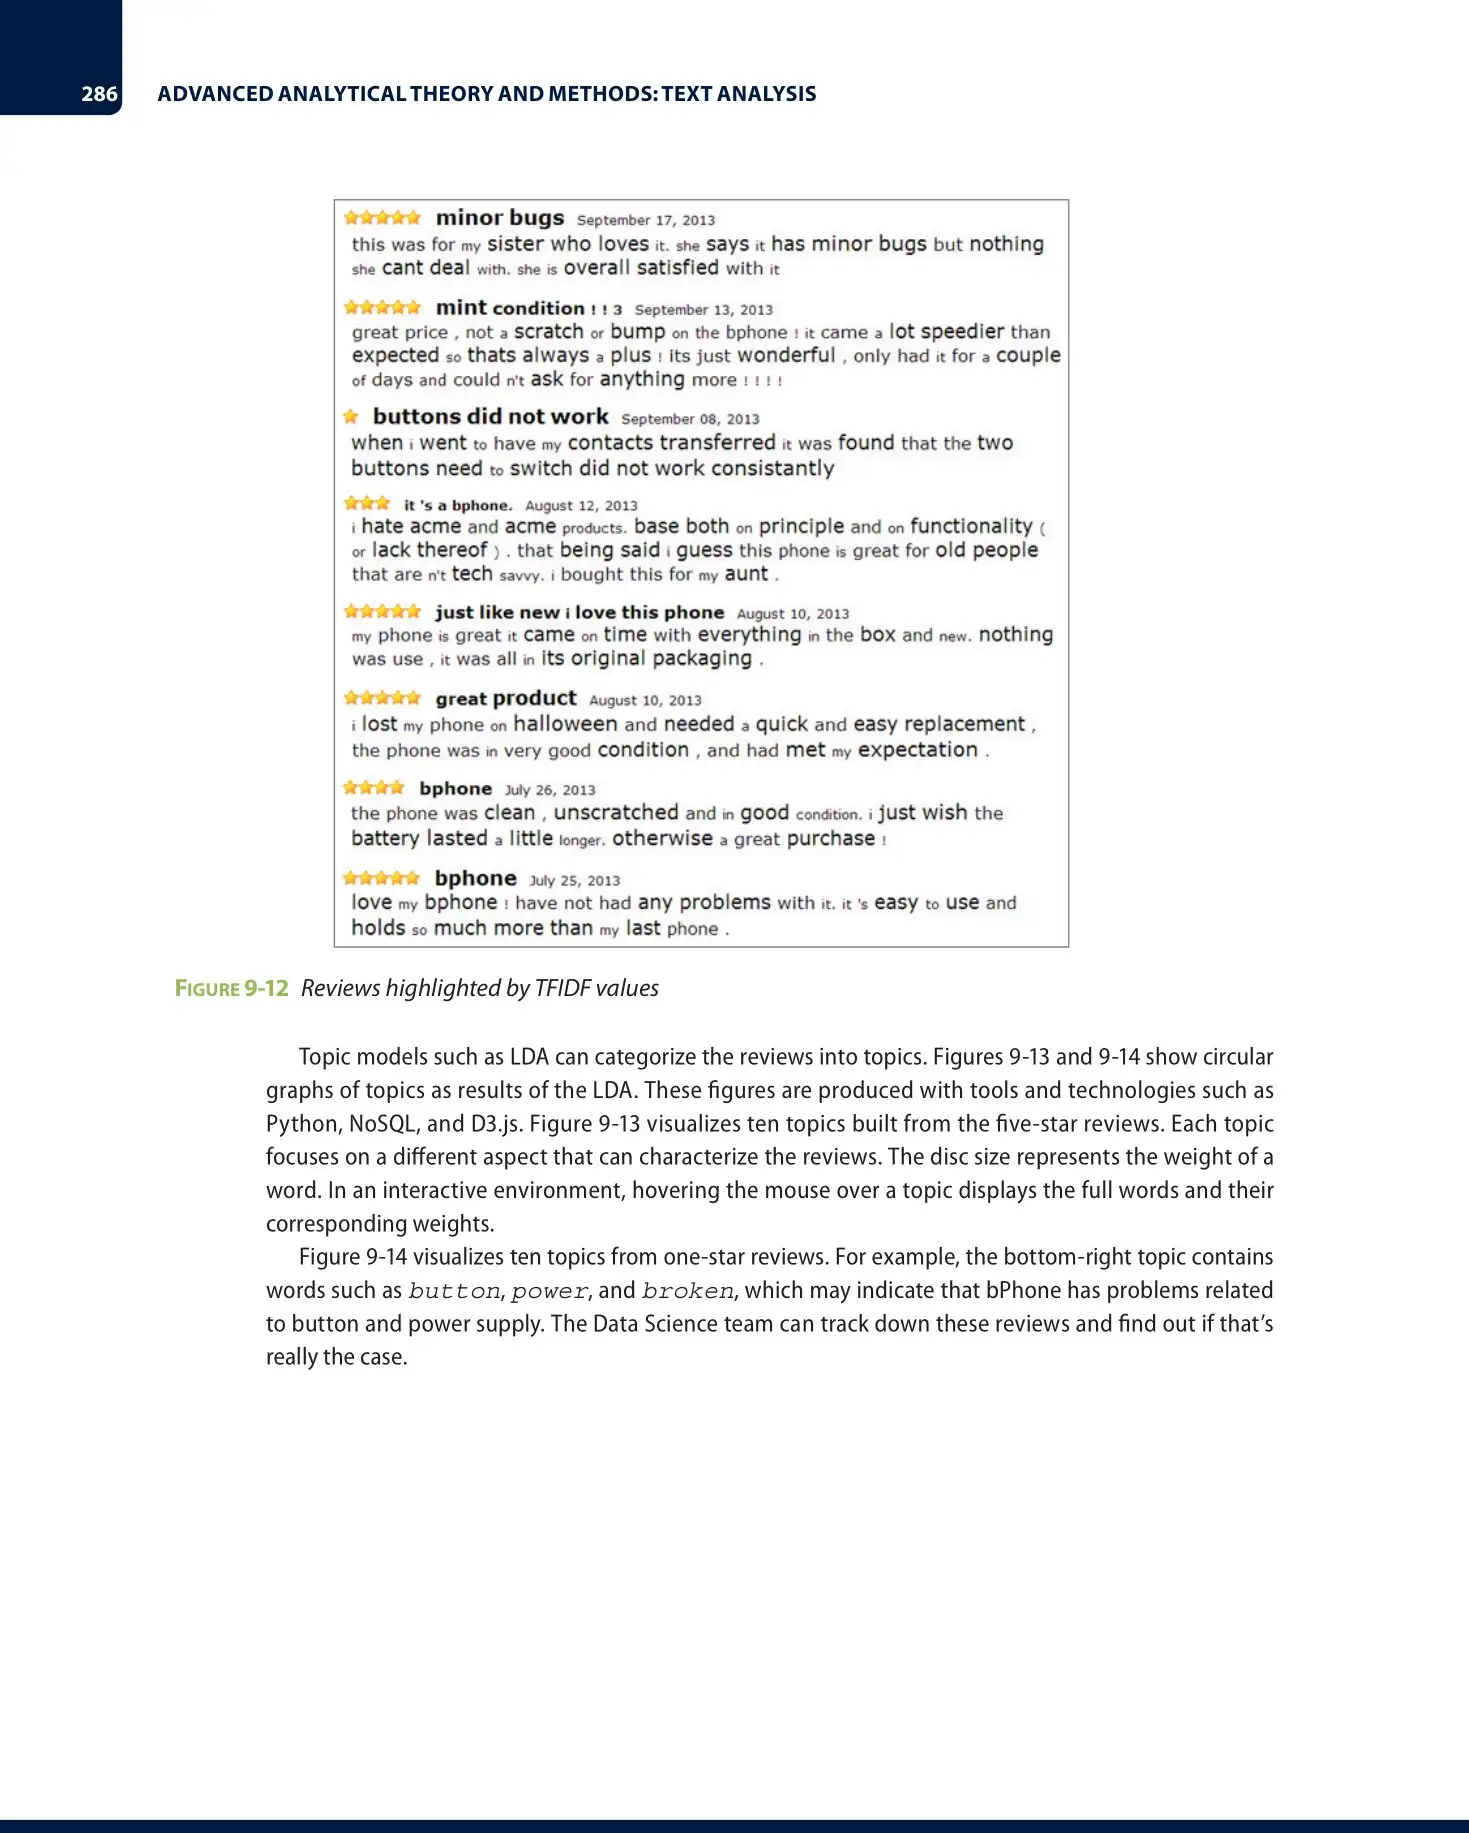 286 ADVANCED ANALYTICAL THEORY AND METHODS: TEXT ANALYSIS
minor bugs September 17, 2013
this was for my sister who loves it. she says it has minor bugs but nothing
she cant deal with. she is overall satisfied with it
mint condition ! ! 3 September 13, 2013
great price , not a scratch or bump on the bphone ! it came a lot speedier than
expected so thats always a plus ! its just wonderful , only had it for a couple
of days and could n't ask for anything more ! ! ! !
buttons did not work September 08, 2013
when i went to have my contacts transferred it was found that the two
buttons need to switch did not work consistantly
it 's a bphone. August 12, 2013
i hate acme and acme products. base both on principle and on functionality (
or lack thereof ) . that being said i guess this phone is great for old people
that are n't tech savvy. i bought this for my aunt .
just like new i love this phone August 10, 2013
my phone is great it came on time with everything in the box and new. nothing
was use , it was all in its original packaging .
great product August 10, 2013
i lost my phone on halloween and needed a quick and easy replacement ,
the phone was in very good condition , and had met my expectation .
bphone July 26, 2013
the phone was clean , unscratched and in good condition. i just wish the
battery lasted a little longer. otherwise a great purchase !
bphone July 25, 2013
love my bphone ! have not had any problems with it. it 's easy to use and
holds so much more than my last phone .
FIGURE 9-12 Reviews highlighted by TFIDF values
Topic models such as LDA can categorize the reviews into topics. Figures 9-13 and 9-14 show circular
graphs of topics as results of the LDA. These figures are produced with tools and technologies such as
Python, NoSQL, and D3.js. Figure 9-13 visualizes ten topics built from the five-star reviews. Each topic
focuses on a different aspect that can characterize the reviews. The disc size represents the weight of a
word. In an interactive environment, hovering the mouse over a topic displays the full words and their
corresponding weights.
Figure 9-14 visualizes ten topics from one-star reviews. For example, the bottom-right topic contains
words such as button, power, and broken, which may indicate that bPhone has problems related
to button and power supply. The Data Science team can track down these reviews and find out if that’s
really the case.